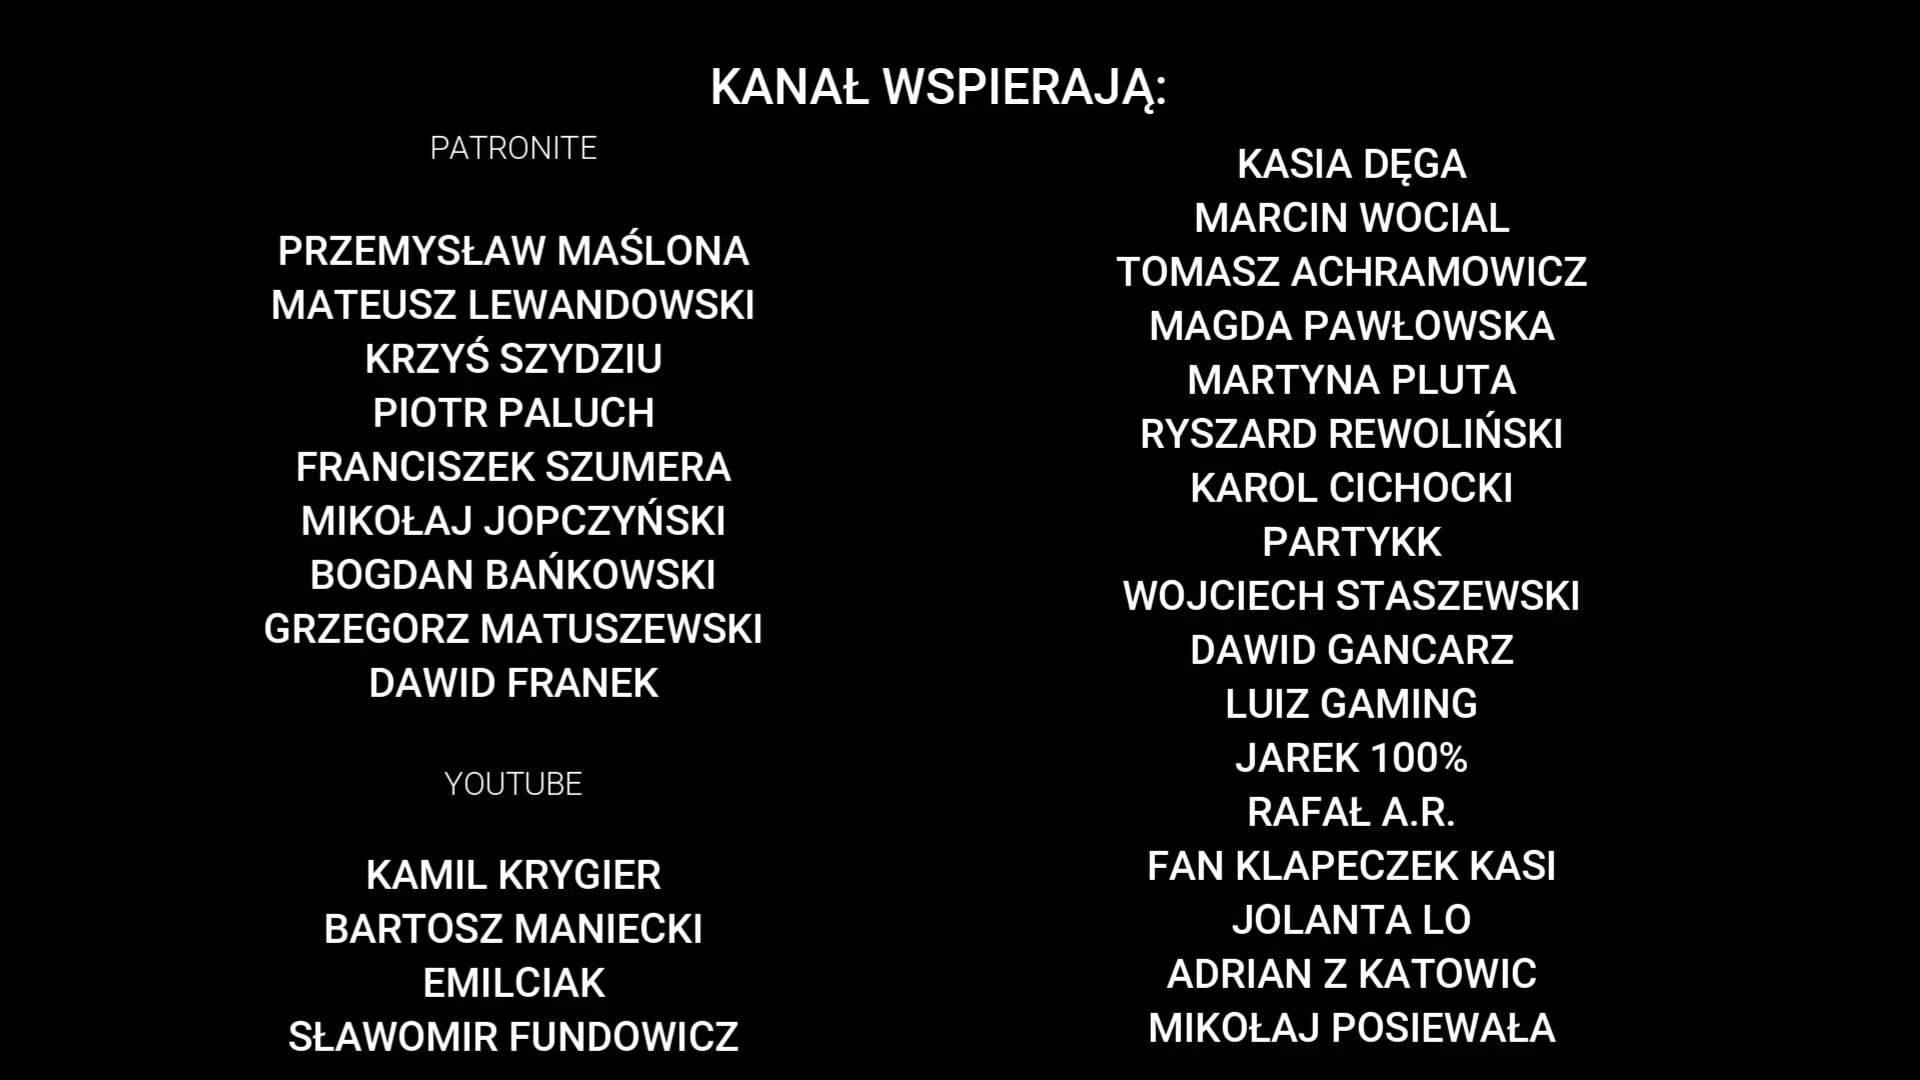 KANAŁ WSPIERAJĄ:
PATRONITE
PRZEMYSŁAW MAŚLONA
MATEUSZ LEWANDOWSKI
KRZYŚ SZYDZIU
PIOTR PALUCH
FRANCISZEK SZUMERA
MIKOŁAJ JOPCZYŃSKI
BOGDAN BAŃKOWSKI
GRZEGORZ MATUSZEWSKI
DAWID FRANEK
YOUTUBE
KAMIL KRYGIER
BARTOSZ MANIECKI
EMILCIAK
SŁAWOMIR FUNDOWICZ
KASIA DĘGA
MARCIN WOCIAL
TOMASZ ACHRAMOWICZ
MAGDA PAWŁOWSKA
MARTYNA PLUTA
RYSZARD REWOLIŃSKI
KAROL CICHOCKI
PARTYKK
WOJCIECH STASZEWSKI
DAWID GANCARZ
LUIZ GAMING
JAREK 100%
RAFAŁ A.R.
FAN KLAPECZEK KASI
JOLANTA LO
ADRIAN Z KATOWIC
MIKOŁAJ POSIEWAŁA